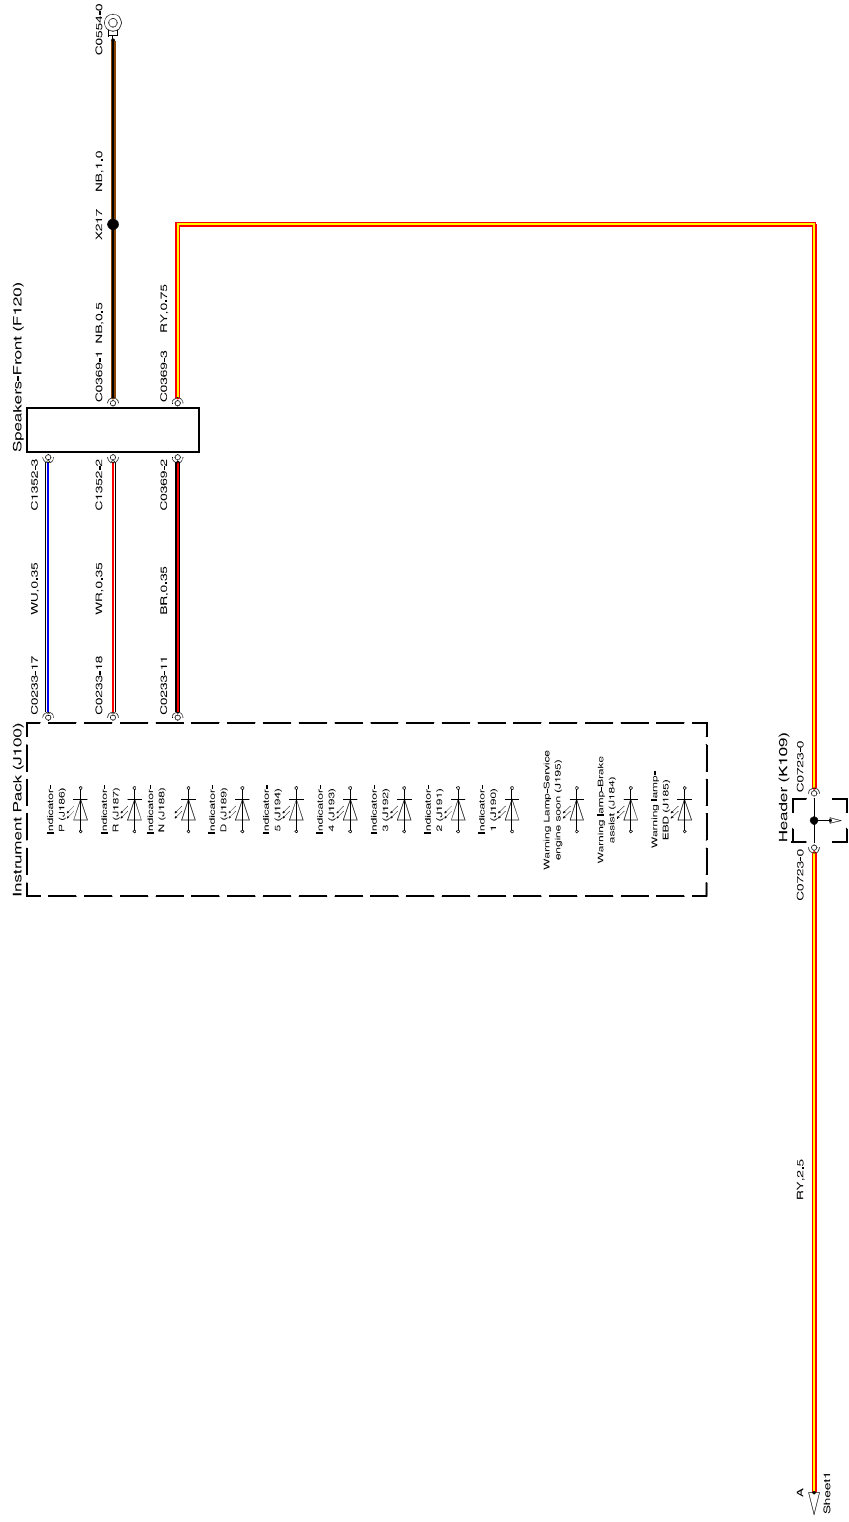 Instrument Pack (J100)
Indicator-
P (J186)
Indicator-
R (J187)
Indicator-
N (J188)
Indicator-
D (J189)
Indicator-
5 (J194)
Indicator-
4 (J193)
Indicator-
3 (J192)
Indicator-
2 (J191)
Indicator-
1 (J190)
Warning Lamp-Service
engine soon (J195)
Warning lamp-Brake
assist (J184)
Warning lamp-
EBD (J185)
C0233-17
WU,0.35
C1352-3
C0233-18
WR,0.35
C1352-2
C0233-11
BR,0.35
C0369-2
Speakers-Front (F120)
C0369-1
NB,0.5
X217
NB,1.0
C0554-0
C0369-3
RY,0.75
Header (K109)
C0723-0
C0723-0
RY,2.5
A
Sheet1